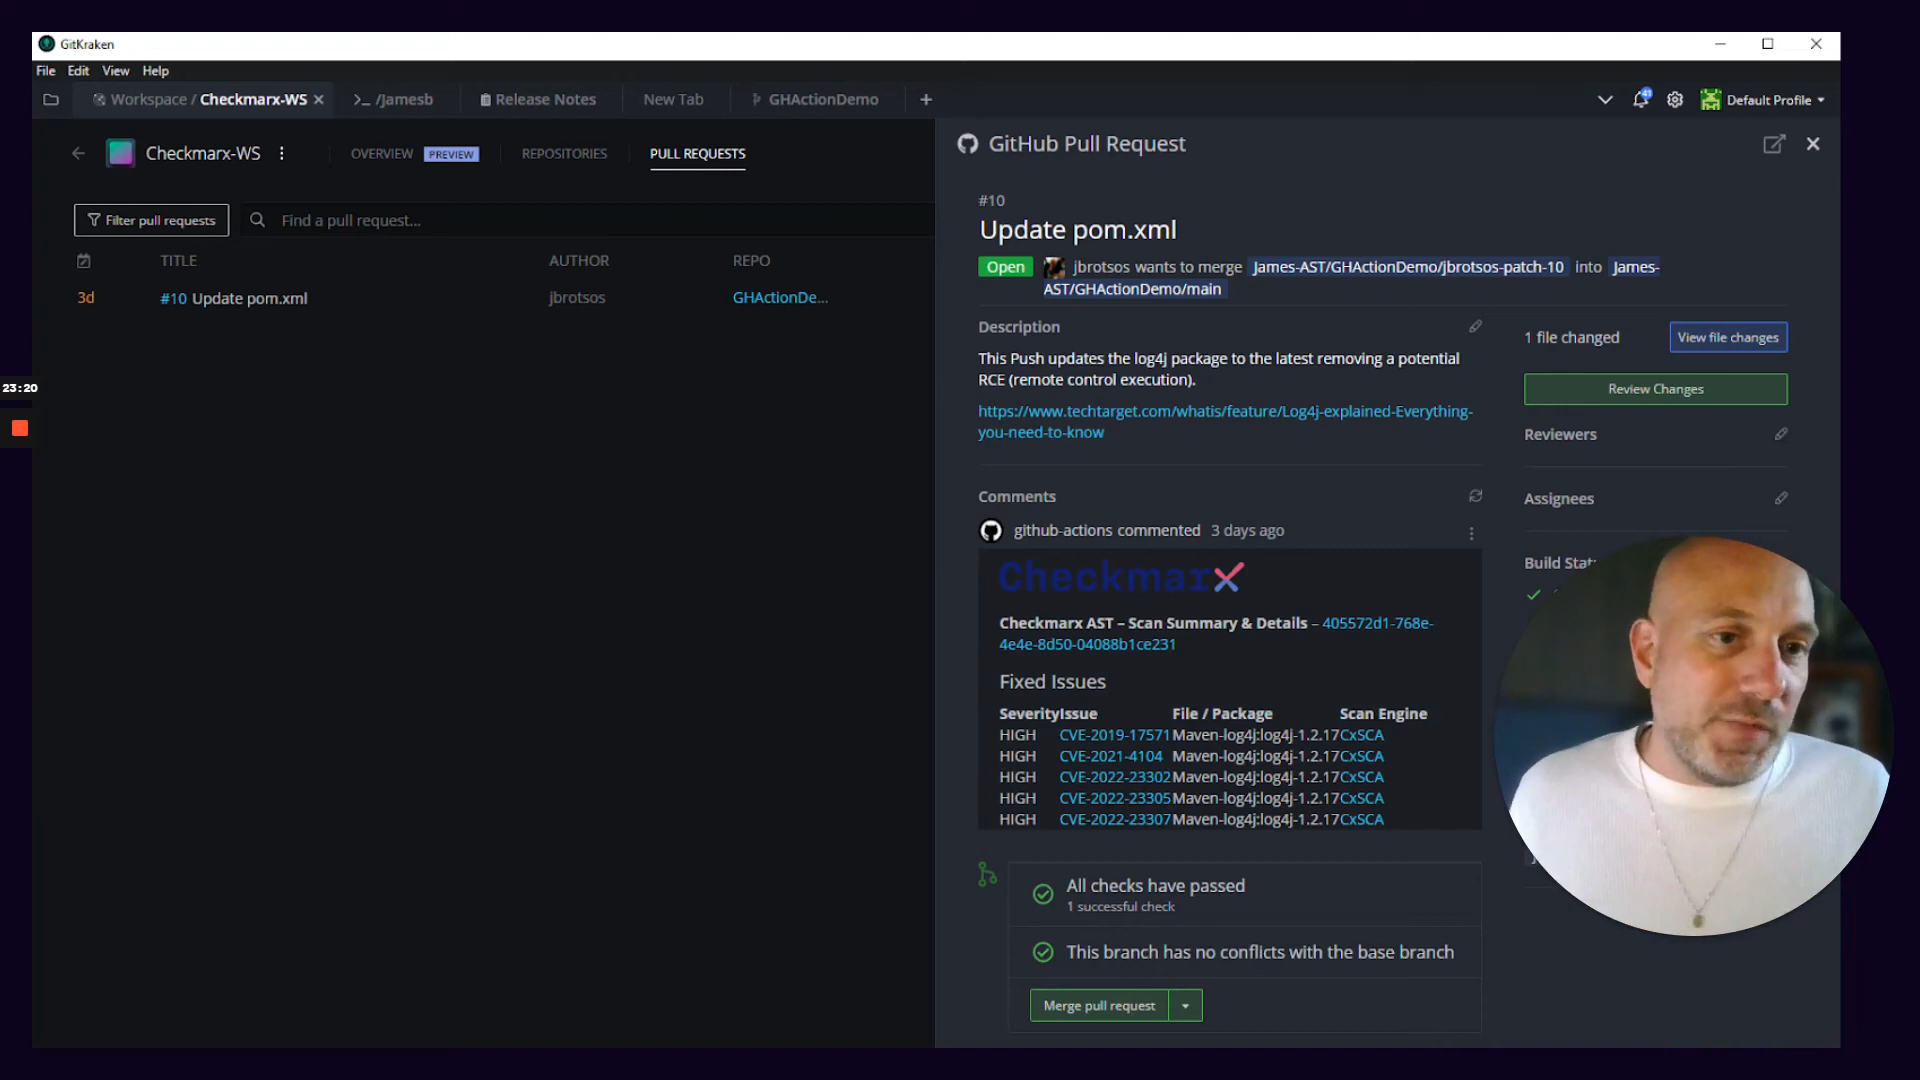 GitKraken
File Edit View Help
Workspace / Checkmarx-WS
>_ /Jamesb
Release Notes
New Tab
GHActionDemo
41
Default Profile
Checkmarx-WS
OVERVIEW PREVIEW
REPOSITORIES
PULL REQUESTS
Filter pull requests
Find a pull request...
TITLE AUTHOR REPO
3d #10 Update pom.xml jbrotsos GHActionDe...
23:20
GitHub Pull Request
#10
Update pom.xml
Open jbrotsos wants to merge James-AST/GHActionDemo/jbrotsos-patch-10 into James-
AST/GHActionDemo/main
Description
This Push updates the log4j package to the latest removing a potential
RCE (remote control execution).
https://www.techtarget.com/whatis/feature/Log4j-explained-Everything-
you-need-to-know
1 file changed View file changes
Review Changes
Reviewers
Assignees
Build Stat
Comments
github-actions commented 3 days ago
Checkmarx
Checkmarx AST – Scan Summary & Details – 405572d1-768e-
4e4e-8d50-04088b1ce231
Fixed Issues
Severity Issue File / Package Scan Engine
HIGH CVE-2019-17571 Maven-log4j:log4j-1.2.17 CxSCA
HIGH CVE-2021-4104 Maven-log4j:log4j-1.2.17 CxSCA
HIGH CVE-2022-23302 Maven-log4j:log4j-1.2.17 CxSCA
HIGH CVE-2022-23305 Maven-log4j:log4j-1.2.17 CxSCA
HIGH CVE-2022-23307 Maven-log4j:log4j-1.2.17 CxSCA
All checks have passed
1 successful check
This branch has no conflicts with the base branch
Merge pull request